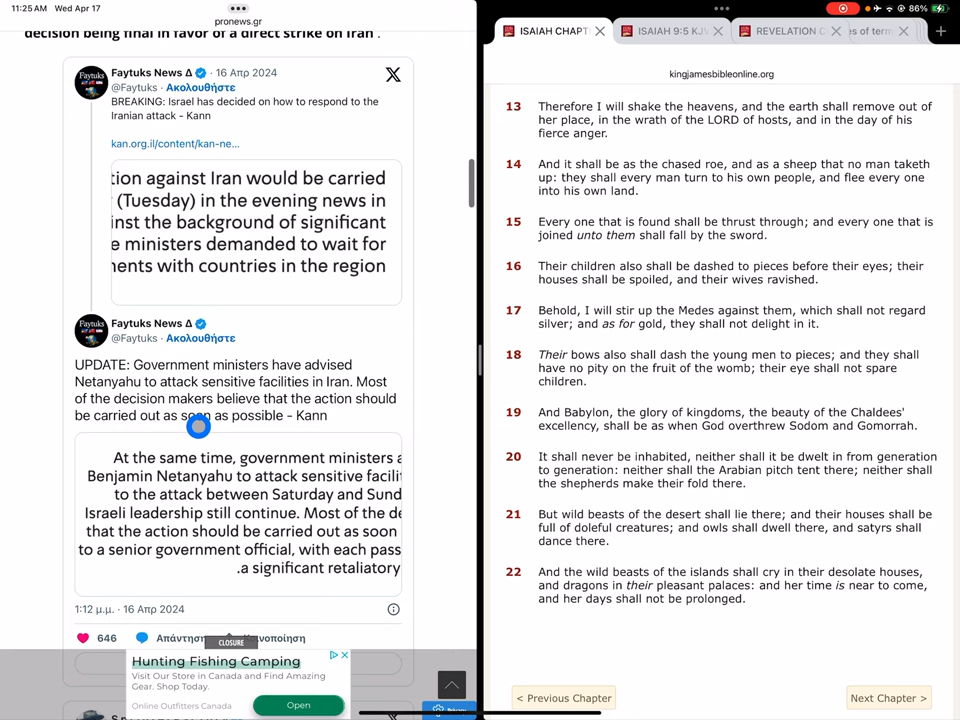 11:25 AM Wed Apr 17
pronews.gr
decision being final in favor of a direct strike on Iran .
Faytuks News Δ · 16 Απρ 2024
@Faytuks · Ακολουθήστε
BREAKING: Israel has decided on how to respond to the
Iranian attack - Kann
kan.org.il/content/kan-ne...
tion against Iran would be carried
(Tuesday) in the evening news in
inst the background of significant
e ministers demanded to wait for
nents with countries in the region
Faytuks News Δ
@Faytuks · Ακολουθήστε
UPDATE: Government ministers have advised
Netanyahu to attack sensitive facilities in Iran. Most
of the decision makers believe that the action should
be carried out as soon as possible - Kann
At the same time, government ministers a
Benjamin Netanyahu to attack sensitive facilit
to the attack between Saturday and Sund
Israeli leadership still continue. Most of the de
that the action should be carried out as soon
to a senior government official, with each pass
.a significant retaliatory
1:12 μ.μ. · 16 Απρ 2024
646 Απάντηση
CLOSURE
Hunting Fishing Camping
Visit Our Store in Canada and Find Amazing
Gear. Shop Today.
Online Outfitters Canada Open
86%
ISAIAH CHAPT
ISAIAH 9:5 KJV
REVELATION C
s of term
kingjamesbibleonline.org
13 Therefore I will shake the heavens, and the earth shall remove out of
her place, in the wrath of the LORD of hosts, and in the day of his
fierce anger.
14 And it shall be as the chased roe, and as a sheep that no man taketh
up: they shall every man turn to his own people, and flee every one
into his own land.
15 Every one that is found shall be thrust through; and every one that is
joined unto them shall fall by the sword.
16 Their children also shall be dashed to pieces before their eyes; their
houses shall be spoiled, and their wives ravished.
17 Behold, I will stir up the Medes against them, which shall not regard
silver; and as for gold, they shall not delight in it.
18 Their bows also shall dash the young men to pieces; and they shall
have no pity on the fruit of the womb; their eye shall not spare
children.
19 And Babylon, the glory of kingdoms, the beauty of the Chaldees'
excellency, shall be as when God overthrew Sodom and Gomorrah.
20 It shall never be inhabited, neither shall it be dwelt in from generation
to generation: neither shall the Arabian pitch tent there; neither shall
the shepherds make their fold there.
21 But wild beasts of the desert shall lie there; and their houses shall be
full of doleful creatures; and owls shall dwell there, and satyrs shall
dance there.
22 And the wild beasts of the islands shall cry in their desolate houses,
and dragons in their pleasant palaces: and her time is near to come,
and her days shall not be prolonged.
< Previous Chapter
Next Chapter >